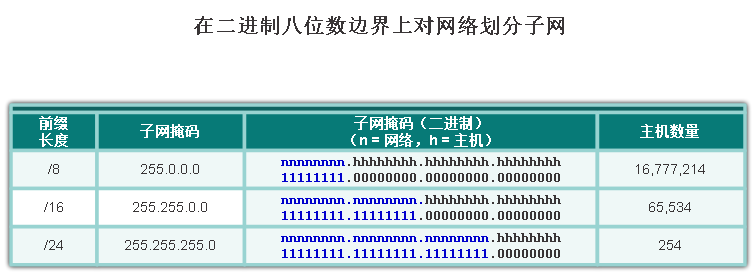 在二进制八位数边界上对网络划分子网
前缀
长度
子网掩码
子网掩码（二进制）
（n = 网络，h = 主机）
主机数量
/8
255.0.0.0
nnnnnnnn.hhhhhhhh.hhhhhhhh.hhhhhhhh
11111111.00000000.00000000.00000000
16,777,214
/16
255.255.0.0
nnnnnnnn.nnnnnnnn.hhhhhhhh.hhhhhhhh
11111111.11111111.00000000.00000000
65,534
/24
255.255.255.0
nnnnnnnn.nnnnnnnn.nnnnnnnn.hhhhhhhh
11111111.11111111.11111111.00000000
254